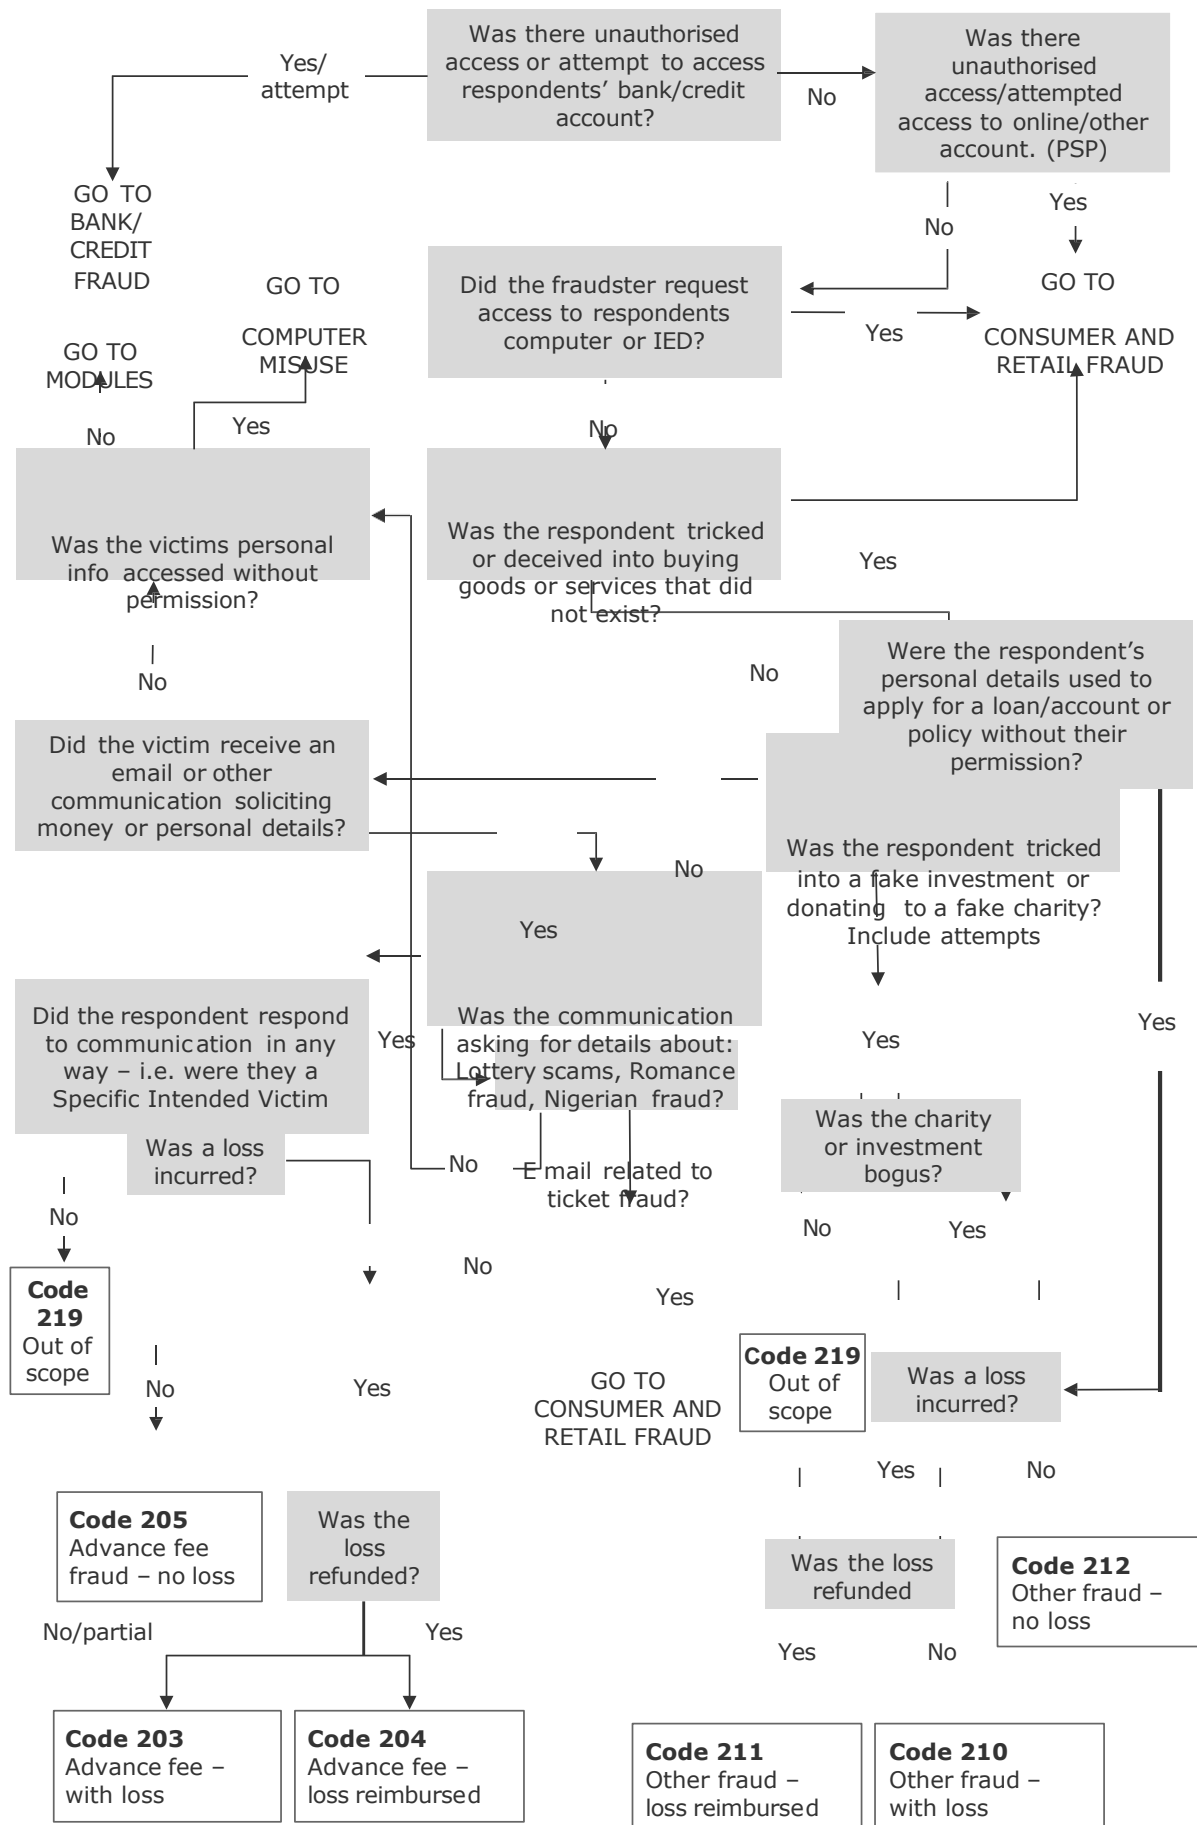 Was there unauthorised
access or attempt to access
respondents' bank/credit
account?
Was there
unauthorised
access/attempted
access to online/other
account. (PSP)
Yes/
attempt
No
GO TO
BANK/
CREDIT
FRAUD
Yes
No
Did the fraudster request
access to respondents
computer or IED?
GO TO
CONSUMER AND
RETAIL FRAUD
GO TO
COMPUTER
MISUSE
Yes
GO TO
MODULES
No
Yes
No
Was the victims personal
info accessed without
permission?
Was the respondent tricked
or deceived into buying
goods or services that did
not exist?
Yes
No
No
Were the respondent's
personal details used to
apply for a loan/account or
policy without their
permission?
Did the victim receive an
email or other
communication soliciting
money or personal details?
No
Was the respondent tricked
into a fake investment or
donating to a fake charity?
Include attempts
Yes
Did the respondent respond
to communication in any
way – i.e. were they a
Specific Intended Victim
Yes
Was the communication
asking for details about:
Lottery scams, Romance
fraud, Nigerian fraud?
Yes
Yes
Was a loss
incurred?
No
E mail related to
ticket fraud?
Was the charity
or investment
bogus?
No
No
Yes
No
Yes
Code
219
Out of
scope
No
Yes
GO TO
CONSUMER AND
RETAIL FRAUD
Code 219
Out of
scope
Was a loss
incurred?
Yes
No
Code 205
Advance fee
fraud – no loss
Was the
loss
refunded?
Was the loss
refunded
Code 212
Other fraud –
no loss
No/partial
Yes
Yes
No
Code 203
Advance fee –
with loss
Code 204
Advance fee –
loss reimbursed
Code 211
Other fraud –
loss reimbursed
Code 210
Other fraud –
with loss